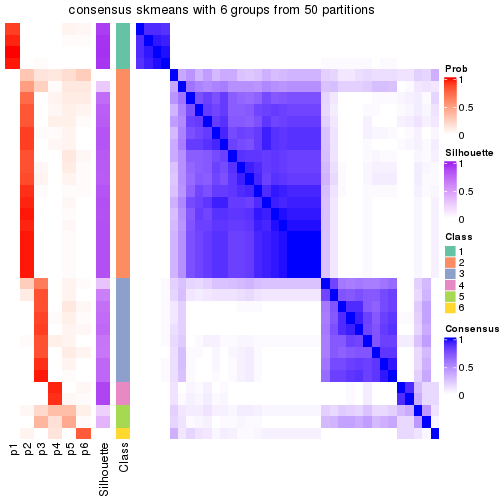 consensus skmeans with 6 groups from 50 partitions
Prob
1
0.5
0
Silhouette
1
0.5
0
Class
1
2
3
4
5
6
Consensus
1
0.5
0
p1
p2
p3
p4
p5
p6
Silhouette
Class